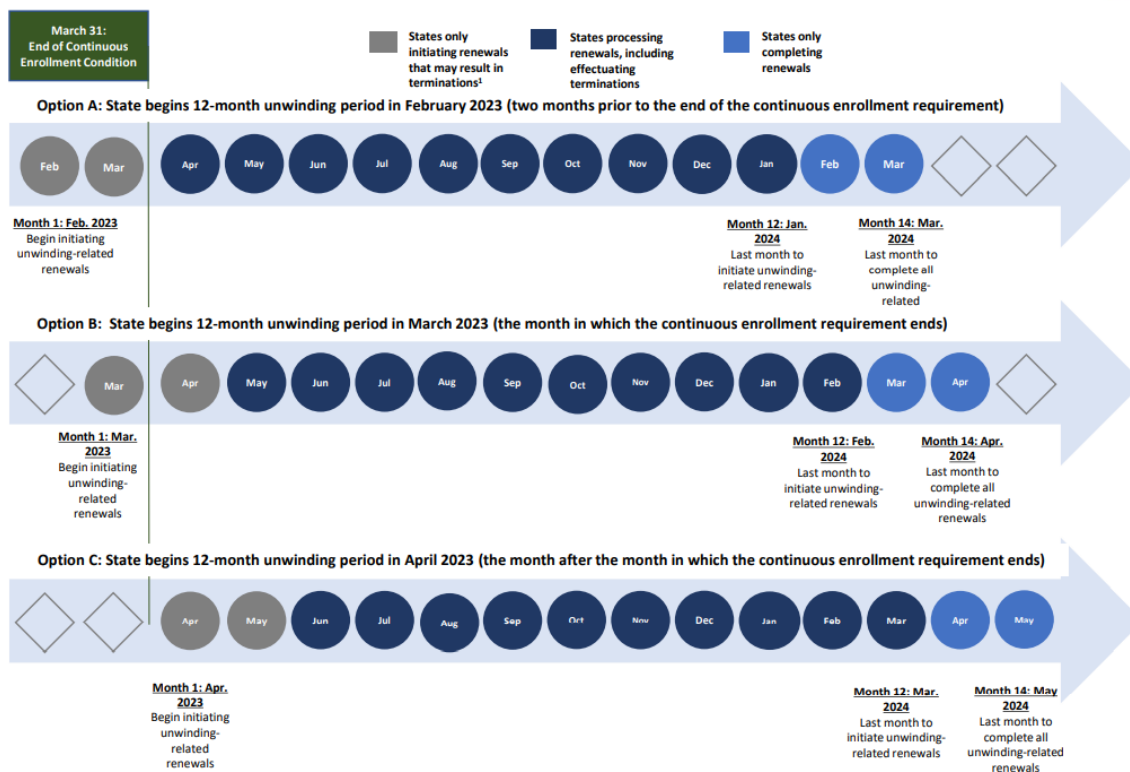 March 31:
End of Continuous
Enrollment Condition
States only
initiating renewals
that may result in
terminations¹
States processing
renewals, including
effectuating
terminations
States only
completing
renewals
Option A: State begins 12-month unwinding period in February 2023 (two months prior to the end of the continuous enrollment requirement)
Feb Mar Apr May Jun Jul Aug Sep Oct Nov Dec Jan Feb Mar
Month 1: Feb. 2023
Begin initiating
unwinding-related
renewals
Month 12: Jan.
2024
Last month to
initiate unwinding-
related renewals
Month 14: Mar.
2024
Last month to
complete all
unwinding-
related
Option B: State begins 12-month unwinding period in March 2023 (the month in which the continuous enrollment requirement ends)
Mar Apr May Jun Jul Aug Sep Oct Nov Dec Jan Feb Mar Apr
Month 1: Mar.
2023
Begin initiating
unwinding-
related
renewals
Month 12: Feb.
2024
Last month to
initiate unwinding-
related renewals
Month 14: Apr.
2024
Last month to
complete all
unwinding-related
renewals
Option C: State begins 12-month unwinding period in April 2023 (the month after the month in which the continuous enrollment requirement ends)
Apr May Jun Jul Aug Sep Oct Nov Dec Jan Feb Mar Apr May
Month 1: Apr.
2023
Begin initiating
unwinding-
related
renewals
Month 12: Mar.
2024
Last month to
initiate unwinding-
related renewals
Month 14: May
2024
Last month to
complete all
unwinding-related
renewals